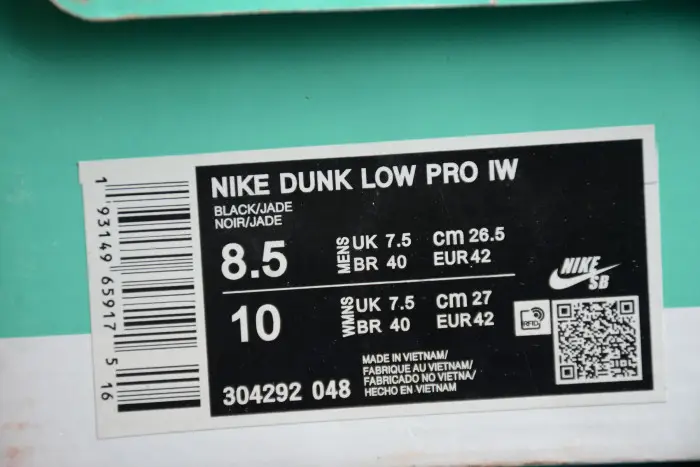 1 93149 65917 5 16
NIKE DUNK LOW PRO IW
BLACK/JADE
NOIR/JADE
8.5 MENS UK 7.5 cm 26.5
BR 40 EUR 42
10 WMNS UK 7.5 cm 27
BR 40 EUR 42
NIKE
SB
RFID
MADE IN VIETNAM/
FABRIQUE AU VIETNAM/
FABRICADO NO VIETNA/
HECHO EN VIETNAM
304292 048